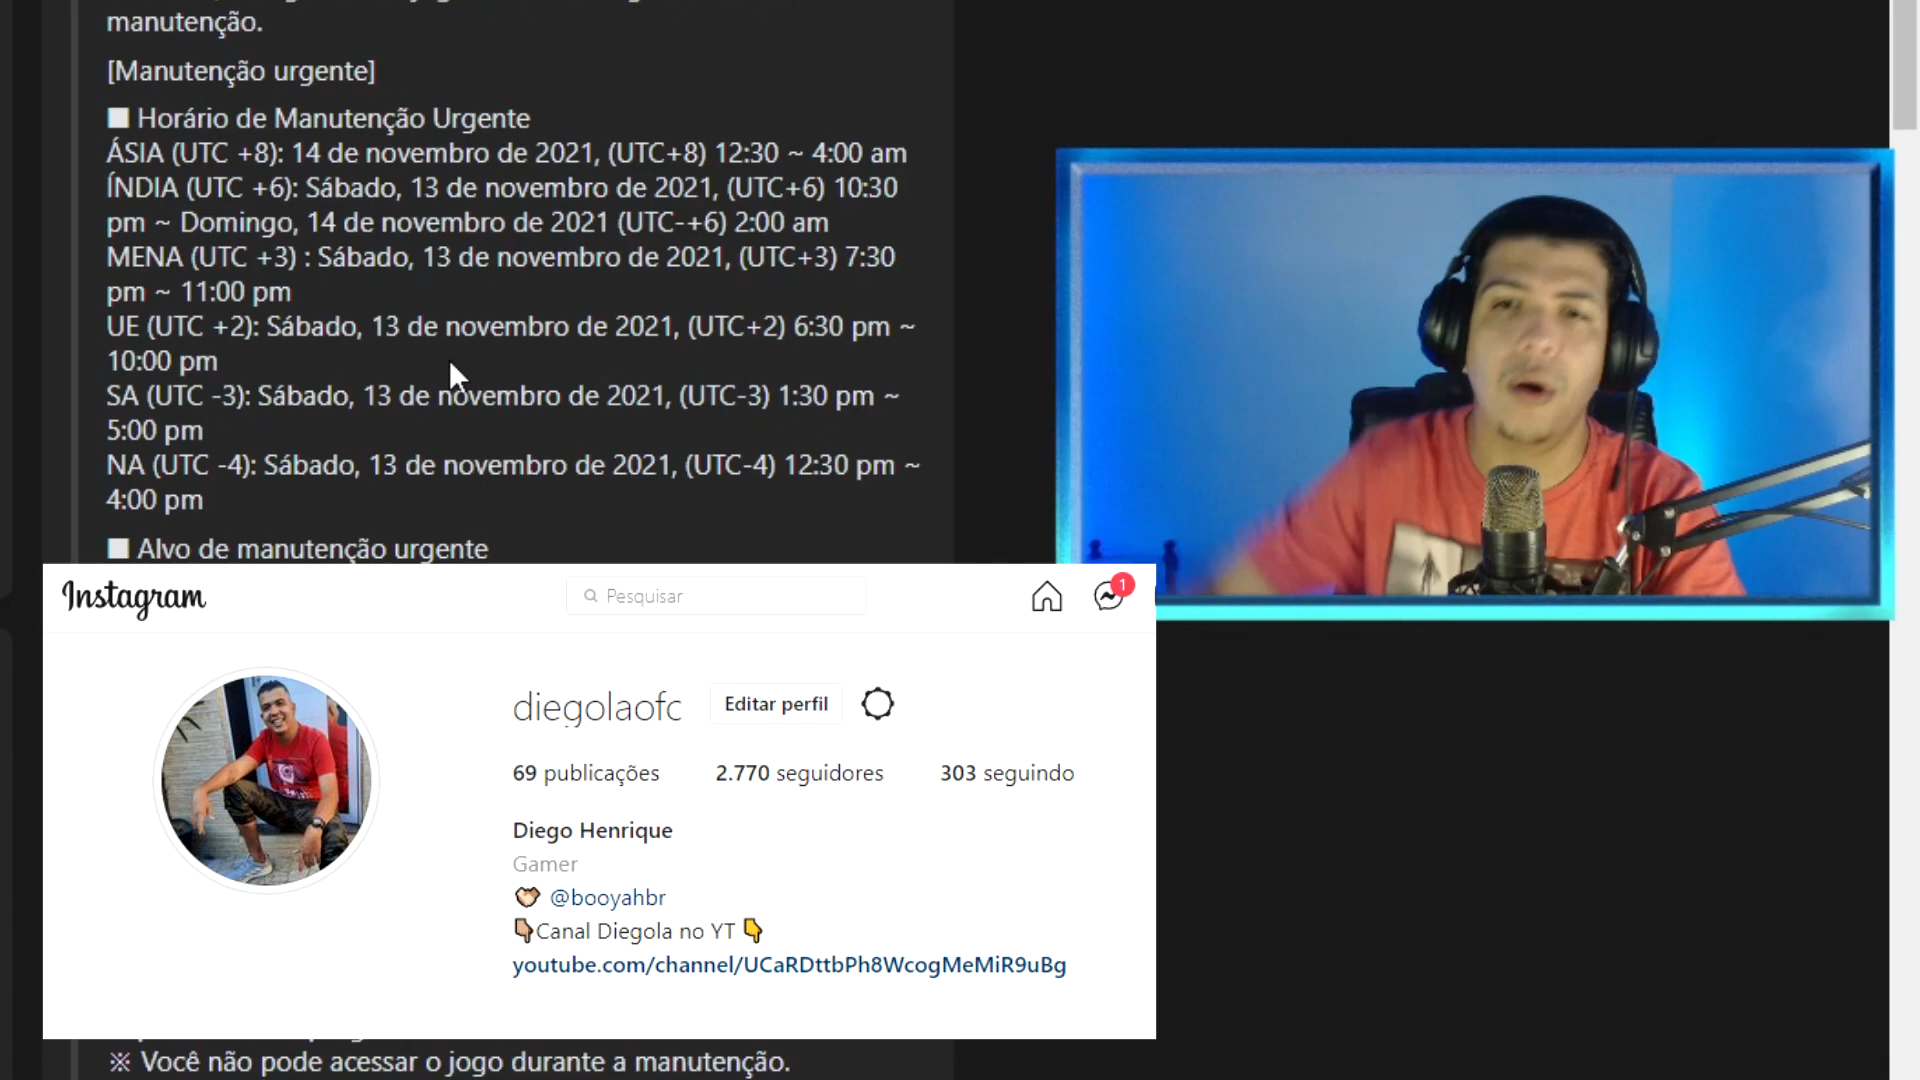 manutenção.
[Manutenção urgente]
■ Horário de Manutenção Urgente
ÁSIA (UTC +8): 14 de novembro de 2021, (UTC+8) 12:30 ~ 4:00 am
ÍNDIA (UTC +6): Sábado, 13 de novembro de 2021, (UTC+6) 10:30
pm ~ Domingo, 14 de novembro de 2021 (UTC-+6) 2:00 am
MENA (UTC +3) : Sábado, 13 de novembro de 2021, (UTC+3) 7:30
pm ~ 11:00 pm
UE (UTC +2): Sábado, 13 de novembro de 2021, (UTC+2) 6:30 pm ~
10:00 pm
SA (UTC -3): Sábado, 13 de novembro de 2021, (UTC-3) 1:30 pm ~
5:00 pm
NA (UTC -4): Sábado, 13 de novembro de 2021, (UTC-4) 12:30 pm ~
4:00 pm
■ Alvo de manutenção urgente
Instagram
Pesquisar
1
diegolaofc
Editar perfil
69 publicações 2.770 seguidores 303 seguindo
Diego Henrique
Gamer
@booyahbr
👇🏽Canal Diegola no YT 👇
youtube.com/channel/UCaRDttbPh8WcogMeMiR9uBg
※ Você não pode acessar o jogo durante a manutenção.